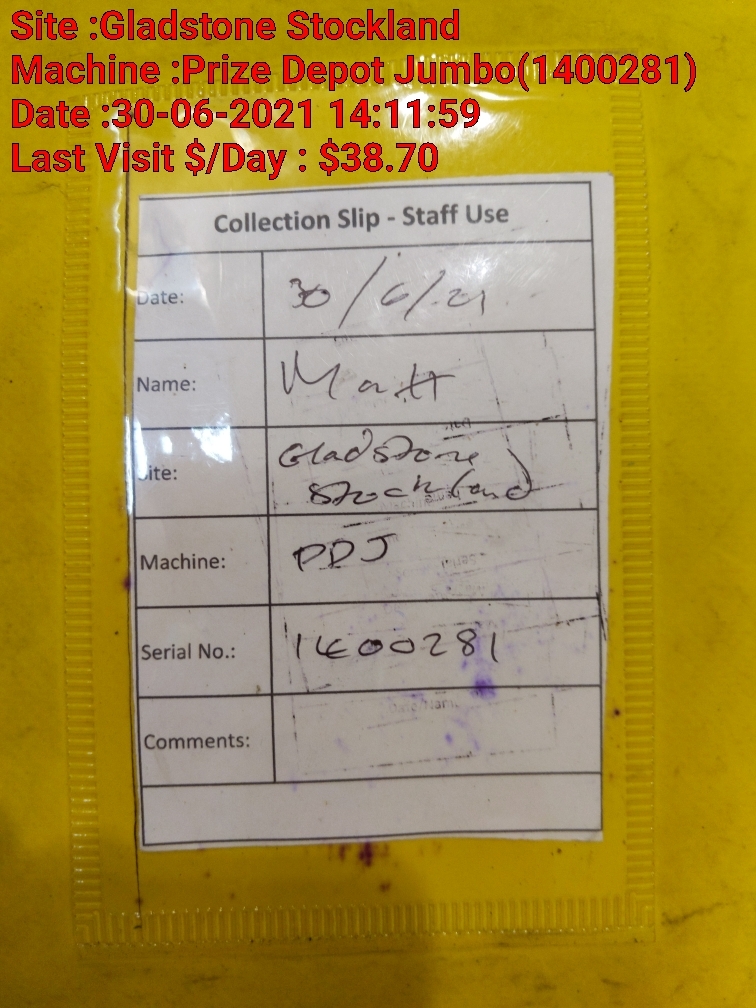 Site :Gladstone Stockland
Machine :Prize Depot Jumbo(1400281)
Date :30-06-2021 14:11:59
Last Visit $/Day : $38.70
Collection Slip - Staff Use
Date: 30/6/21
Name: Matt
Site: Gladstone
Stockland
Machine: PDJ
Serial No.: 1400281
Comments: